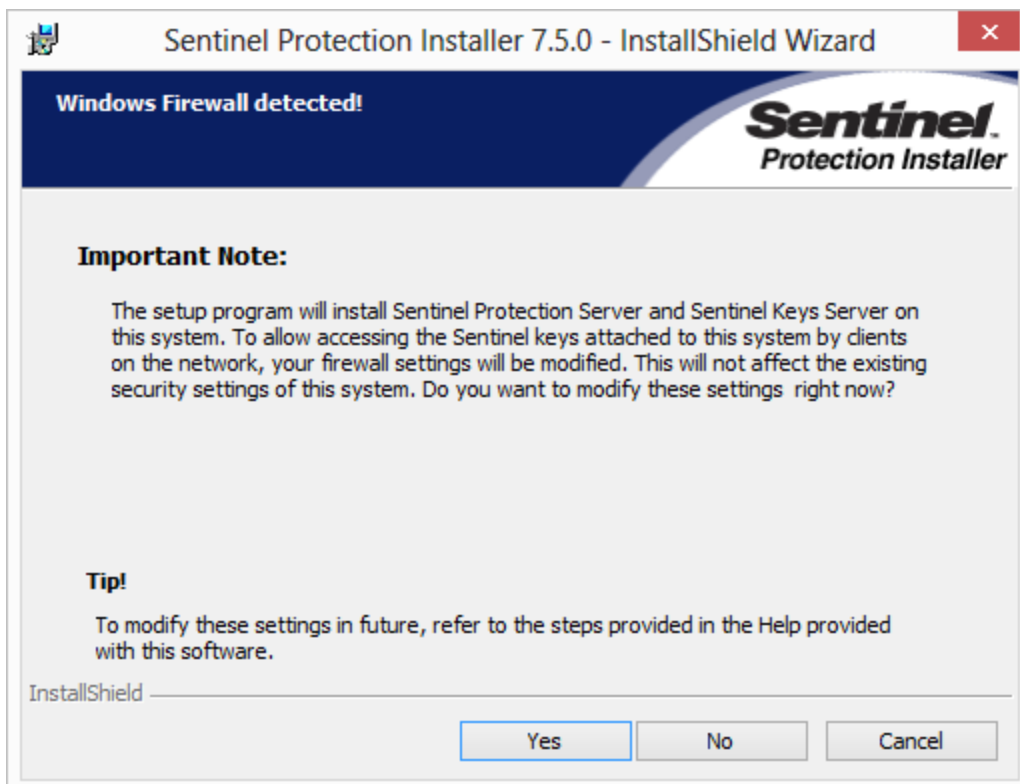 Sentinel Protection Installer 7.5.0 - InstallShield Wizard
Windows Firewall detected!
Sentinel.
Protection Installer
Important Note:
The setup program will install Sentinel Protection Server and Sentinel Keys Server on
this system. To allow accessing the Sentinel keys attached to this system by clients
on the network, your firewall settings will be modified. This will not affect the existing
security settings of this system. Do you want to modify these settings  right now?
Tip!
To modify these settings in future, refer to the steps provided in the Help provided
with this software.
InstallShield
Yes
No
Cancel